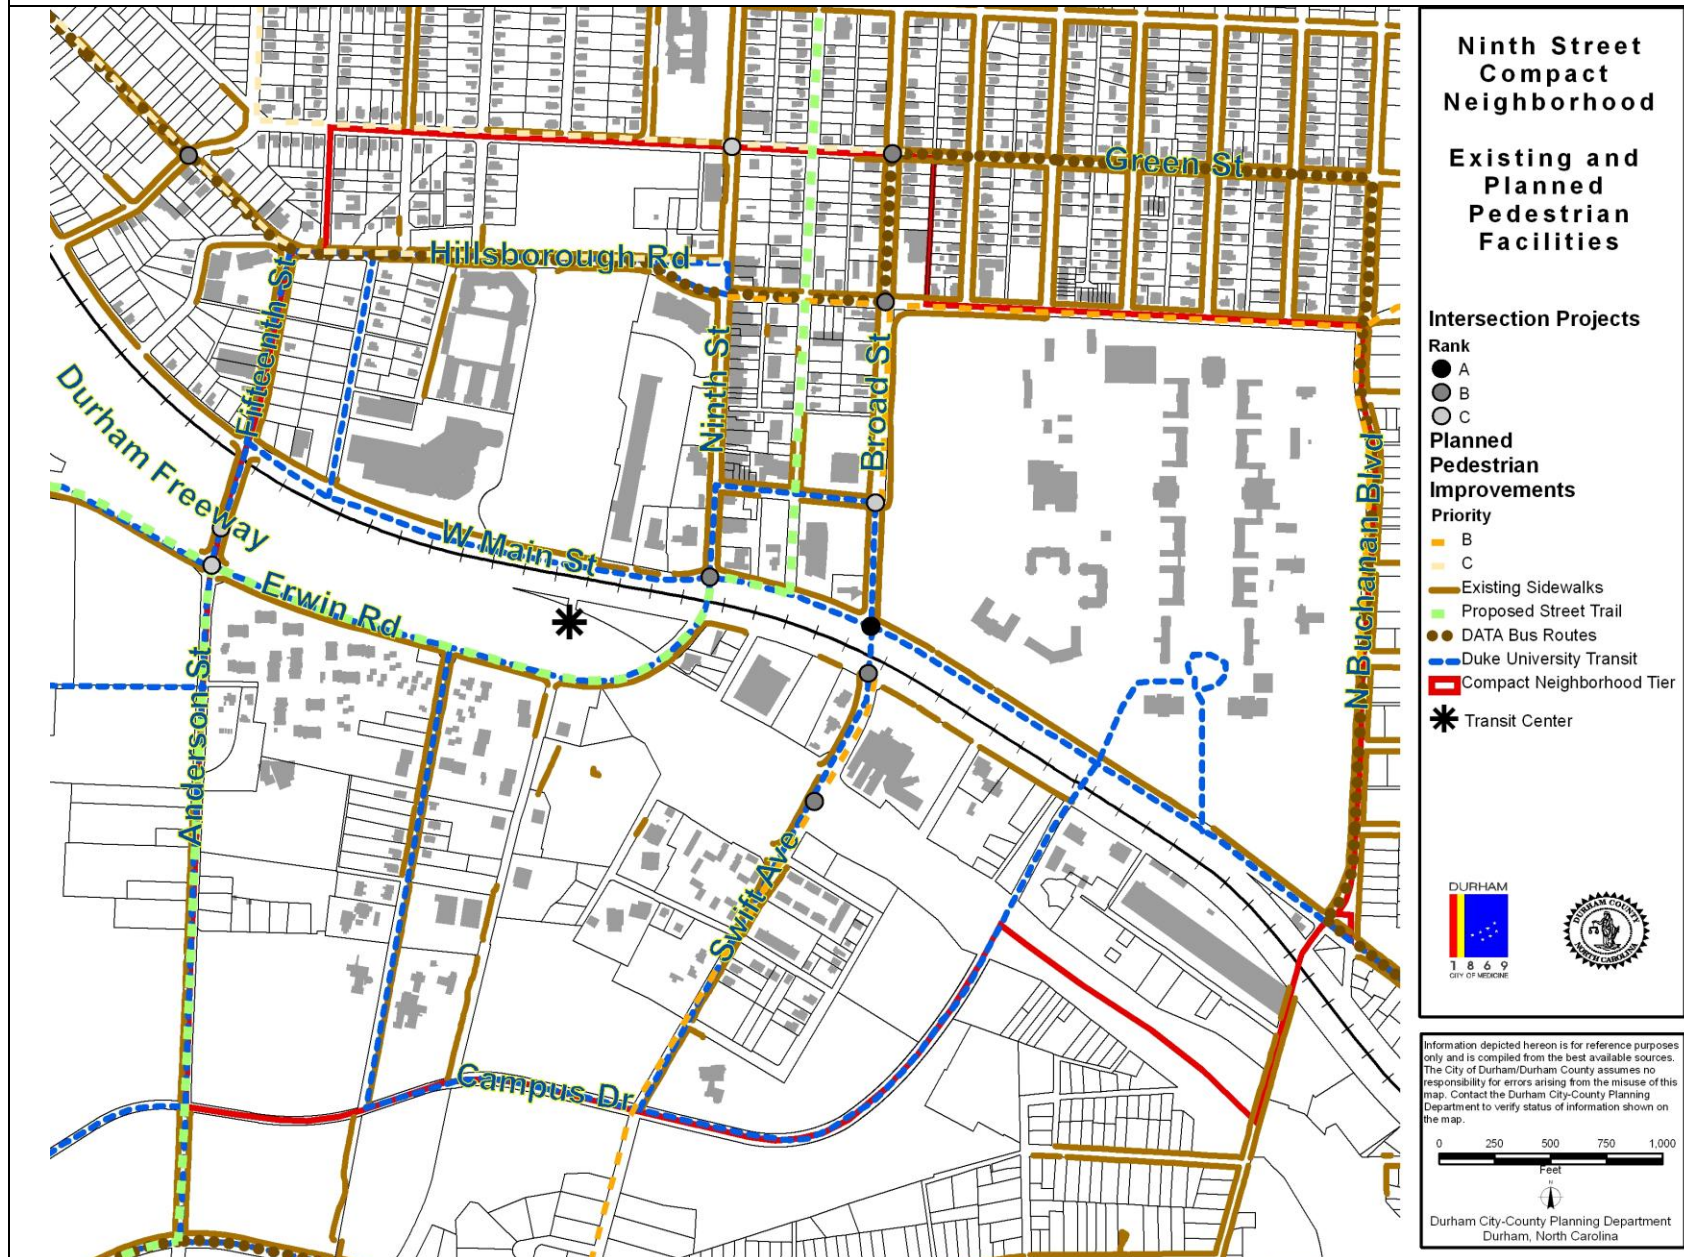 Ninth Street
Compact
Neighborhood
Existing and
Planned
Pedestrian
Facilities
Intersection Projects
Rank
A
B
C
Planned
Pedestrian
Improvements
Priority
B
C
Existing Sidewalks
Proposed Street Trail
DATA Bus Routes
Duke University Transit
Compact Neighborhood Tier
Transit Center
DURHAM
1 8 6 9
CITY OF MEDICINE
DURHAM COUNTY
NORTH CAROLINA
Information depicted hereon is for reference purposes
only and is compiled from the best available sources.
The City of Durham/Durham County assumes no
responsibility for errors arising from the misuse of this
map. Contact the Durham City-County Planning
Department to verify status of information shown on
the map.
0 250 500 750 1,000
Feet
N
Durham City-County Planning Department
Durham, North Carolina
Green St
Hillsborough Rd
Fifteenth St
Ninth St
Broad St
Durham Freeway
W Main St
Erwin Rd
N Buchanan Blvd
Anderson St
Swift Ave
Campus Dr